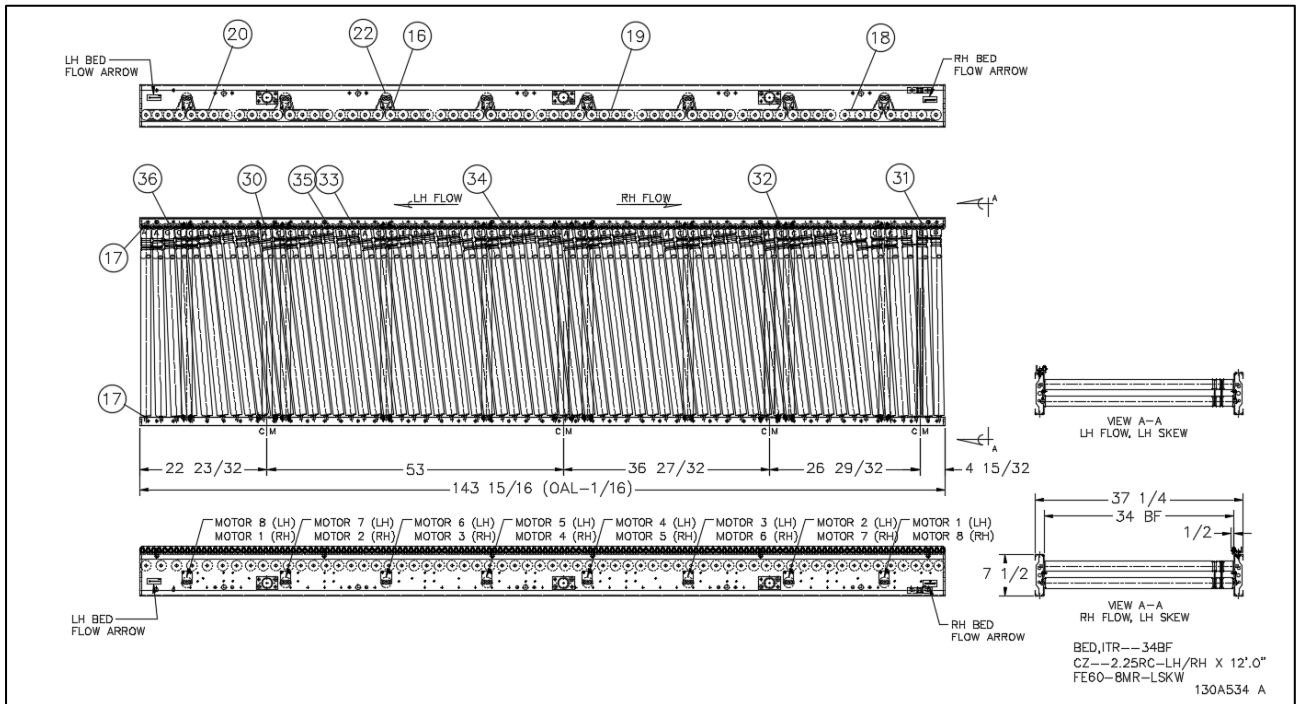 20 22 16 19 18
LH BED
FLOW ARROW
RH BED
FLOW ARROW
36 30 35 33 34 32 31
LH FLOW RH FLOW
A
17
17
C M C M C M C M
A
22 23/32 53 36 27/32 26 29/32 4 15/32
143 15/16 (OAL-1/16)
VIEW A-A
LH FLOW, LH SKEW
MOTOR 8 (LH) MOTOR 7 (LH) MOTOR 6 (LH) MOTOR 5 (LH) MOTOR 4 (LH) MOTOR 3 (LH) MOTOR 2 (LH) MOTOR 1 (LH)
MOTOR 1 (RH) MOTOR 2 (RH) MOTOR 3 (RH) MOTOR 4 (RH) MOTOR 5 (RH) MOTOR 6 (RH) MOTOR 7 (RH) MOTOR 8 (RH)
37 1/4
34 BF
1/2
7 1/2
LH BED
FLOW ARROW
RH BED
FLOW ARROW
VIEW A-A
RH FLOW, LH SKEW
BED,ITR--34BF
CZ--2.25RC-LH/RH X 12'.0"
FE60-8MR-LSKW
130A534 A